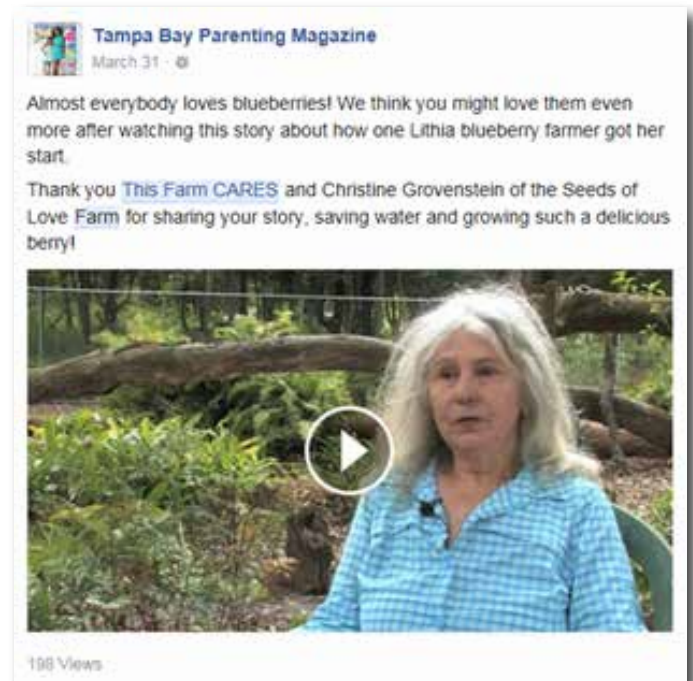 Tampa Bay Parenting Magazine
March 31
Almost everybody loves blueberries! We think you might love them even
more after watching this story about how one Lithia blueberry farmer got her
start.
Thank you This Farm CARES and Christine Grovenstein of the Seeds of
Love Farm for sharing your story, saving water and growing such a delicious
berry!
198 Views